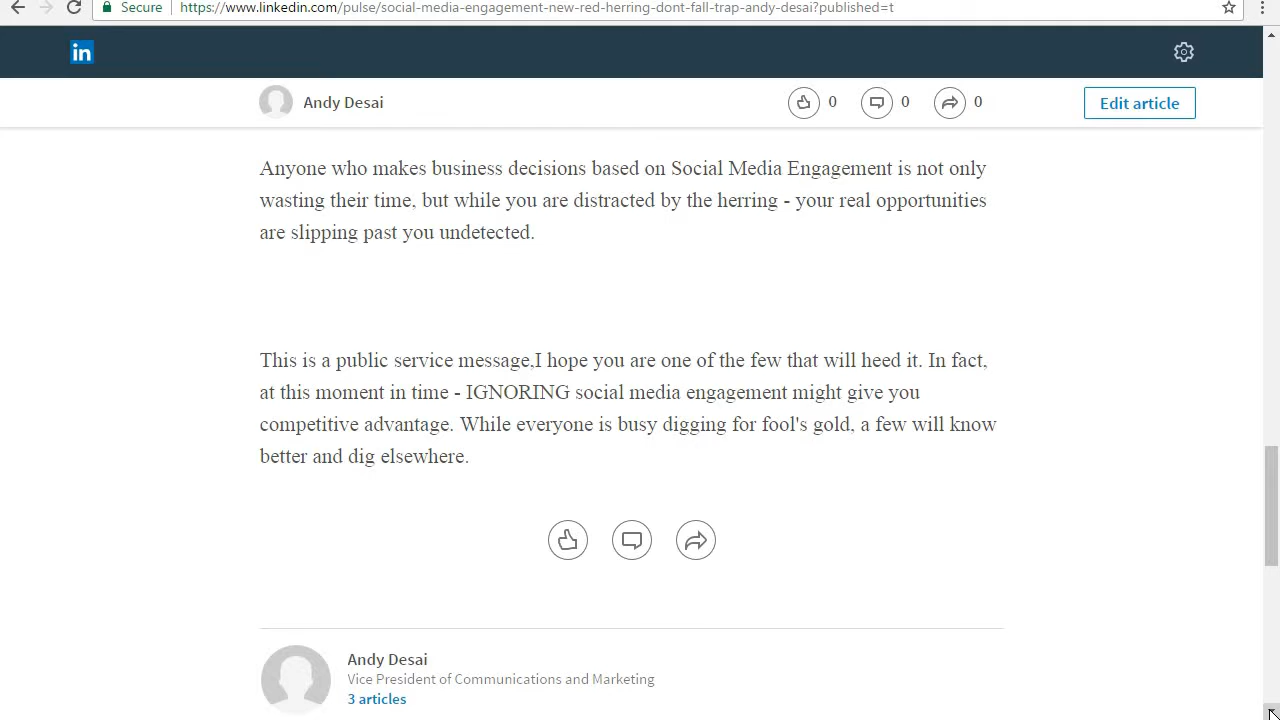 Secure
https://www.linkedin.com/pulse/social-media-engagement-new-red-herring-dont-fall-trap-andy-desai?published=t
in
Andy Desai
0
0
0
Edit article
Anyone who makes business decisions based on Social Media Engagement is not only
wasting their time, but while you are distracted by the herring - your real opportunities
are slipping past you undetected.
This is a public service message,I hope you are one of the few that will heed it. In fact,
at this moment in time - IGNORING social media engagement might give you
competitive advantage. While everyone is busy digging for fool's gold, a few will know
better and dig elsewhere.
Andy Desai
Vice President of Communications and Marketing
3 articles